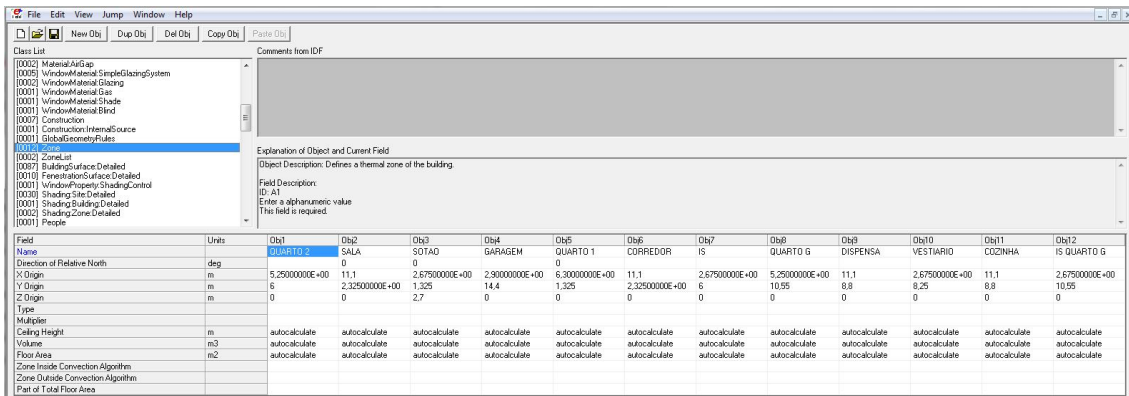 File Edit View Jump Window Help
New Obj Dup Obj Del Obj Copy Obj Paste Obj
Class List
Comments from IDF
[0002] Material:AirGap
[0005] WindowMaterial:SimpleGlazingSystem
[0002] WindowMaterial:Glazing
[0001] WindowMaterial:Gas
[0001] WindowMaterial:Shade
[0001] WindowMaterial:Blind
[0007] Construction
[0001] Construction:InternalSource
[0001] GlobalGeometryRules
[0012] Zone
[0002] ZoneList
[0087] BuildingSurface:Detailed
[0010] FenestrationSurface:Detailed
[0001] WindowProperty:ShadingControl
[0030] Shading:Site:Detailed
[0001] Shading:Building:Detailed
[0002] Shading:Zone:Detailed
[0001] People
Explanation of Object and Current Field
Object Description: Defines a thermal zone of the building.
Field Description:
ID: A1
Enter a alphanumeric value
This field is required.
Field Units Obj1 Obj2 Obj3 Obj4 Obj5 Obj6 Obj7 Obj8 Obj9 Obj10 Obj11 Obj12
Name QUARTO 2 SALA SOTAO GARAGEM QUARTO 1 CORREDOR IS QUARTO G DISPENSA VESTIARIO COZINHA IS QUARTO G
Direction of Relative North deg 0 0 0
X Origin m 5,25000000E+00 11,1 2,67500000E+00 2,90000000E+00 6,30000000E+00 11,1 2,67500000E+00 5,25000000E+00 11,1 2,67500000E+00 11,1 2,67500000E+00
Y Origin m 6 2,32500000E+00 1,325 14,4 1,325 2,32500000E+00 6 10,55 8,8 8,25 8,8 10,55
Z Origin m 0 0 2,7 0 0 0 0 0 0 0 0 0
Type
Multiplier
Ceiling Height m autocalculate autocalculate autocalculate autocalculate autocalculate autocalculate autocalculate autocalculate autocalculate autocalculate autocalculate autocalculate
Volume m3 autocalculate autocalculate autocalculate autocalculate autocalculate autocalculate autocalculate autocalculate autocalculate autocalculate autocalculate autocalculate
Floor Area m2 autocalculate autocalculate autocalculate autocalculate autocalculate autocalculate autocalculate autocalculate autocalculate autocalculate autocalculate autocalculate
Zone Inside Convection Algorithm
Zone Outside Convection Algorithm
Part of Total Floor Area